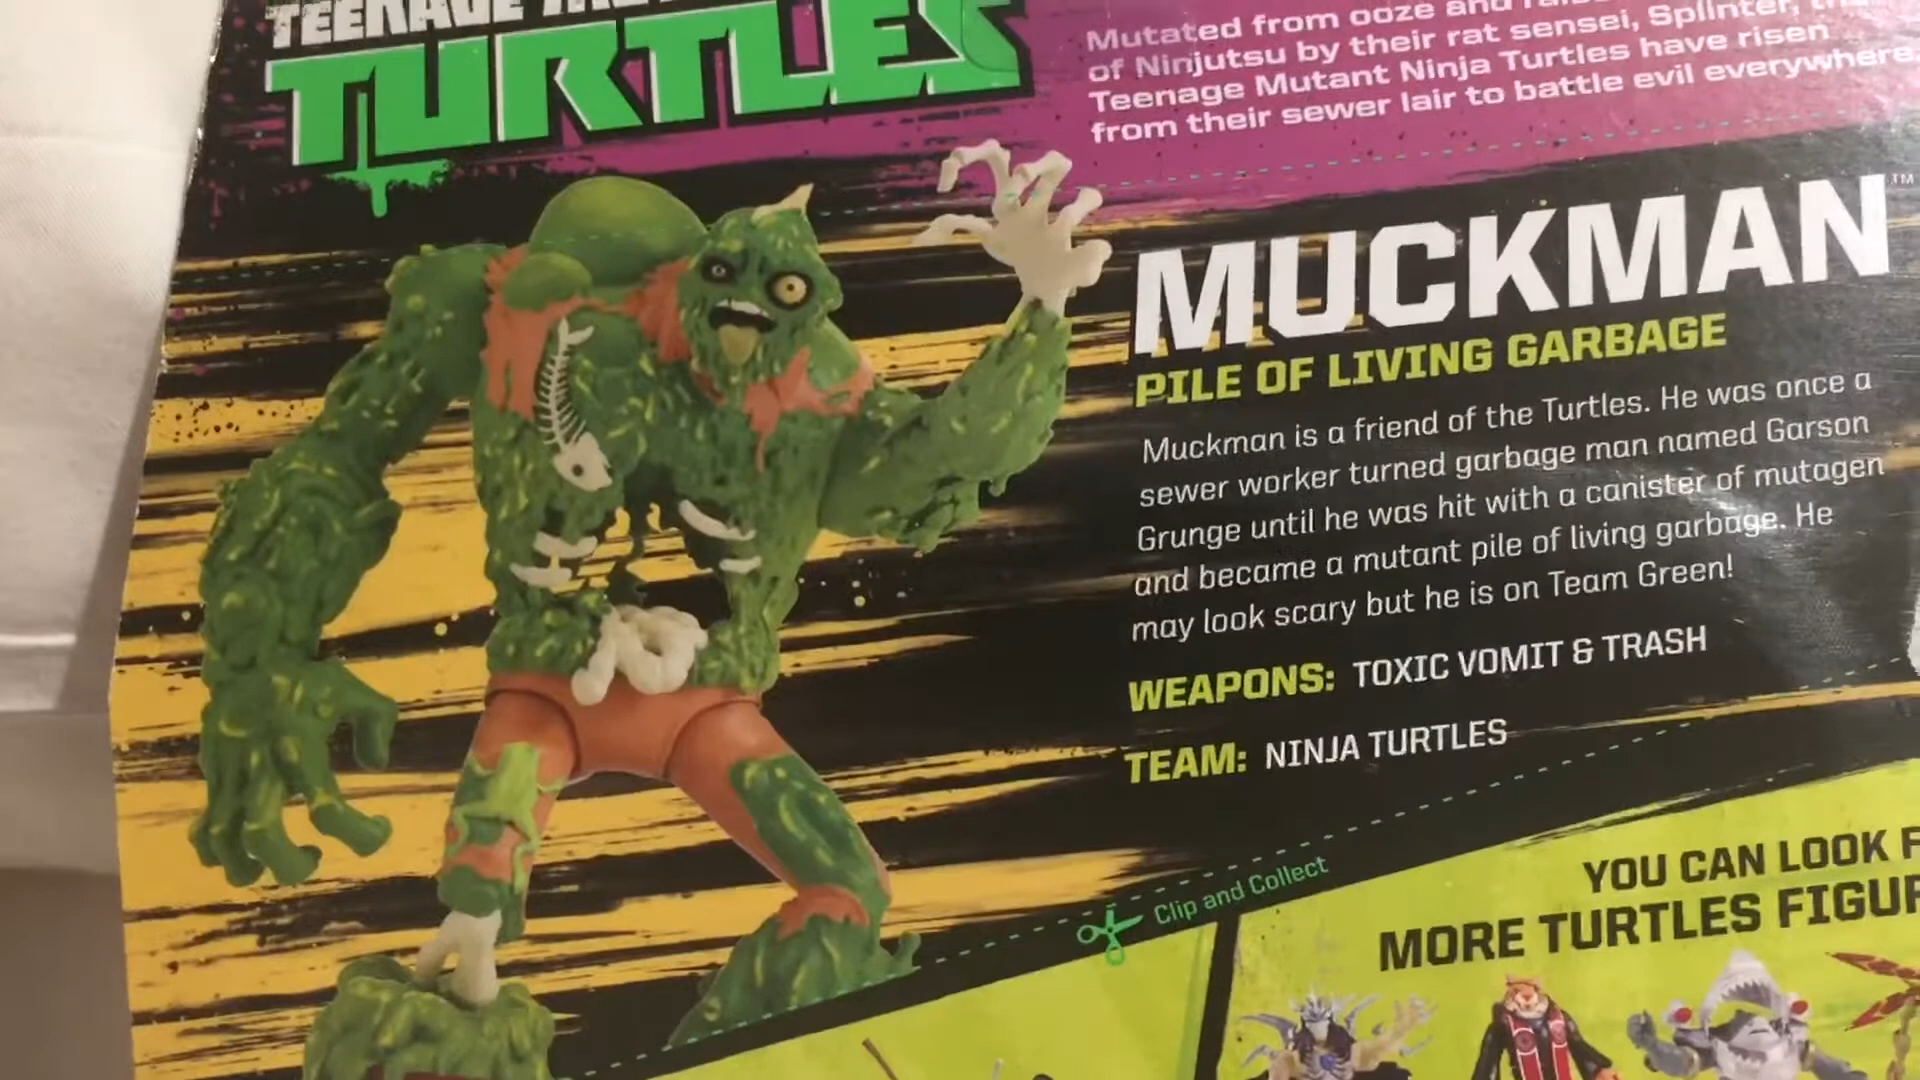 TEENAGE
TURTLES
Mutated from ooze and
of Ninjutsu by their rat sensei, Splinter,
Teenage Mutant Ninja Turtles have risen
from their sewer lair to battle evil everywhere.
MUCKMAN™
PILE OF LIVING GARBAGE
Muckman is a friend of the Turtles. He was once a
sewer worker turned garbage man named Garson
Grunge until he was hit with a canister of mutagen
and became a mutant pile of living garbage. He
may look scary but he is on Team Green!
WEAPONS: TOXIC VOMIT & TRASH
TEAM: NINJA TURTLES
Clip and Collect
YOU CAN LOOK
MORE TURTLES